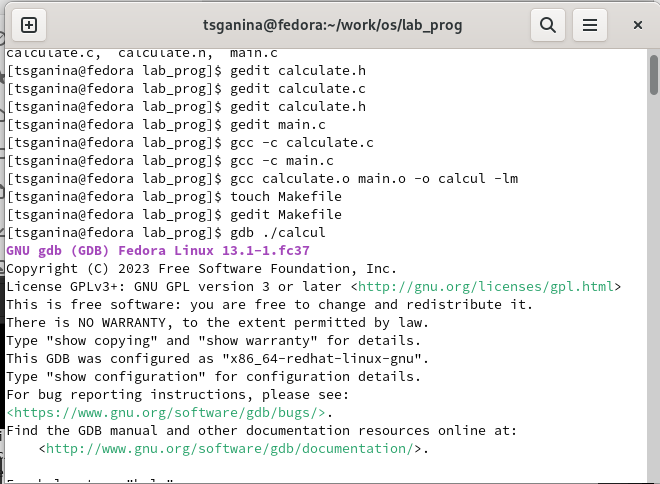 tsganina@fedora:~/work/os/lab_prog
calculate.c, calculate.h, main.c
[tsganina@fedora lab_prog]$ gedit calculate.h
[tsganina@fedora lab_prog]$ gedit calculate.c
[tsganina@fedora lab_prog]$ gedit calculate.h
[tsganina@fedora lab_prog]$ gedit main.c
[tsganina@fedora lab_prog]$ gcc -c calculate.c
[tsganina@fedora lab_prog]$ gcc -c main.c
[tsganina@fedora lab_prog]$ gcc calculate.o main.o -o calcul -lm
[tsganina@fedora lab_prog]$ touch Makefile
[tsganina@fedora lab_prog]$ gedit Makefile
[tsganina@fedora lab_prog]$ gdb ./calcul
GNU gdb (GDB) Fedora Linux 13.1-1.fc37
Copyright (C) 2023 Free Software Foundation, Inc.
License GPLv3+: GNU GPL version 3 or later <http://gnu.org/licenses/gpl.html>
This is free software: you are free to change and redistribute it.
There is NO WARRANTY, to the extent permitted by law.
Type "show copying" and "show warranty" for details.
This GDB was configured as "x86_64-redhat-linux-gnu".
Type "show configuration" for configuration details.
For bug reporting instructions, please see:
<https://www.gnu.org/software/gdb/bugs/>.
Find the GDB manual and other documentation resources online at:
    <http://www.gnu.org/software/gdb/documentation/>.